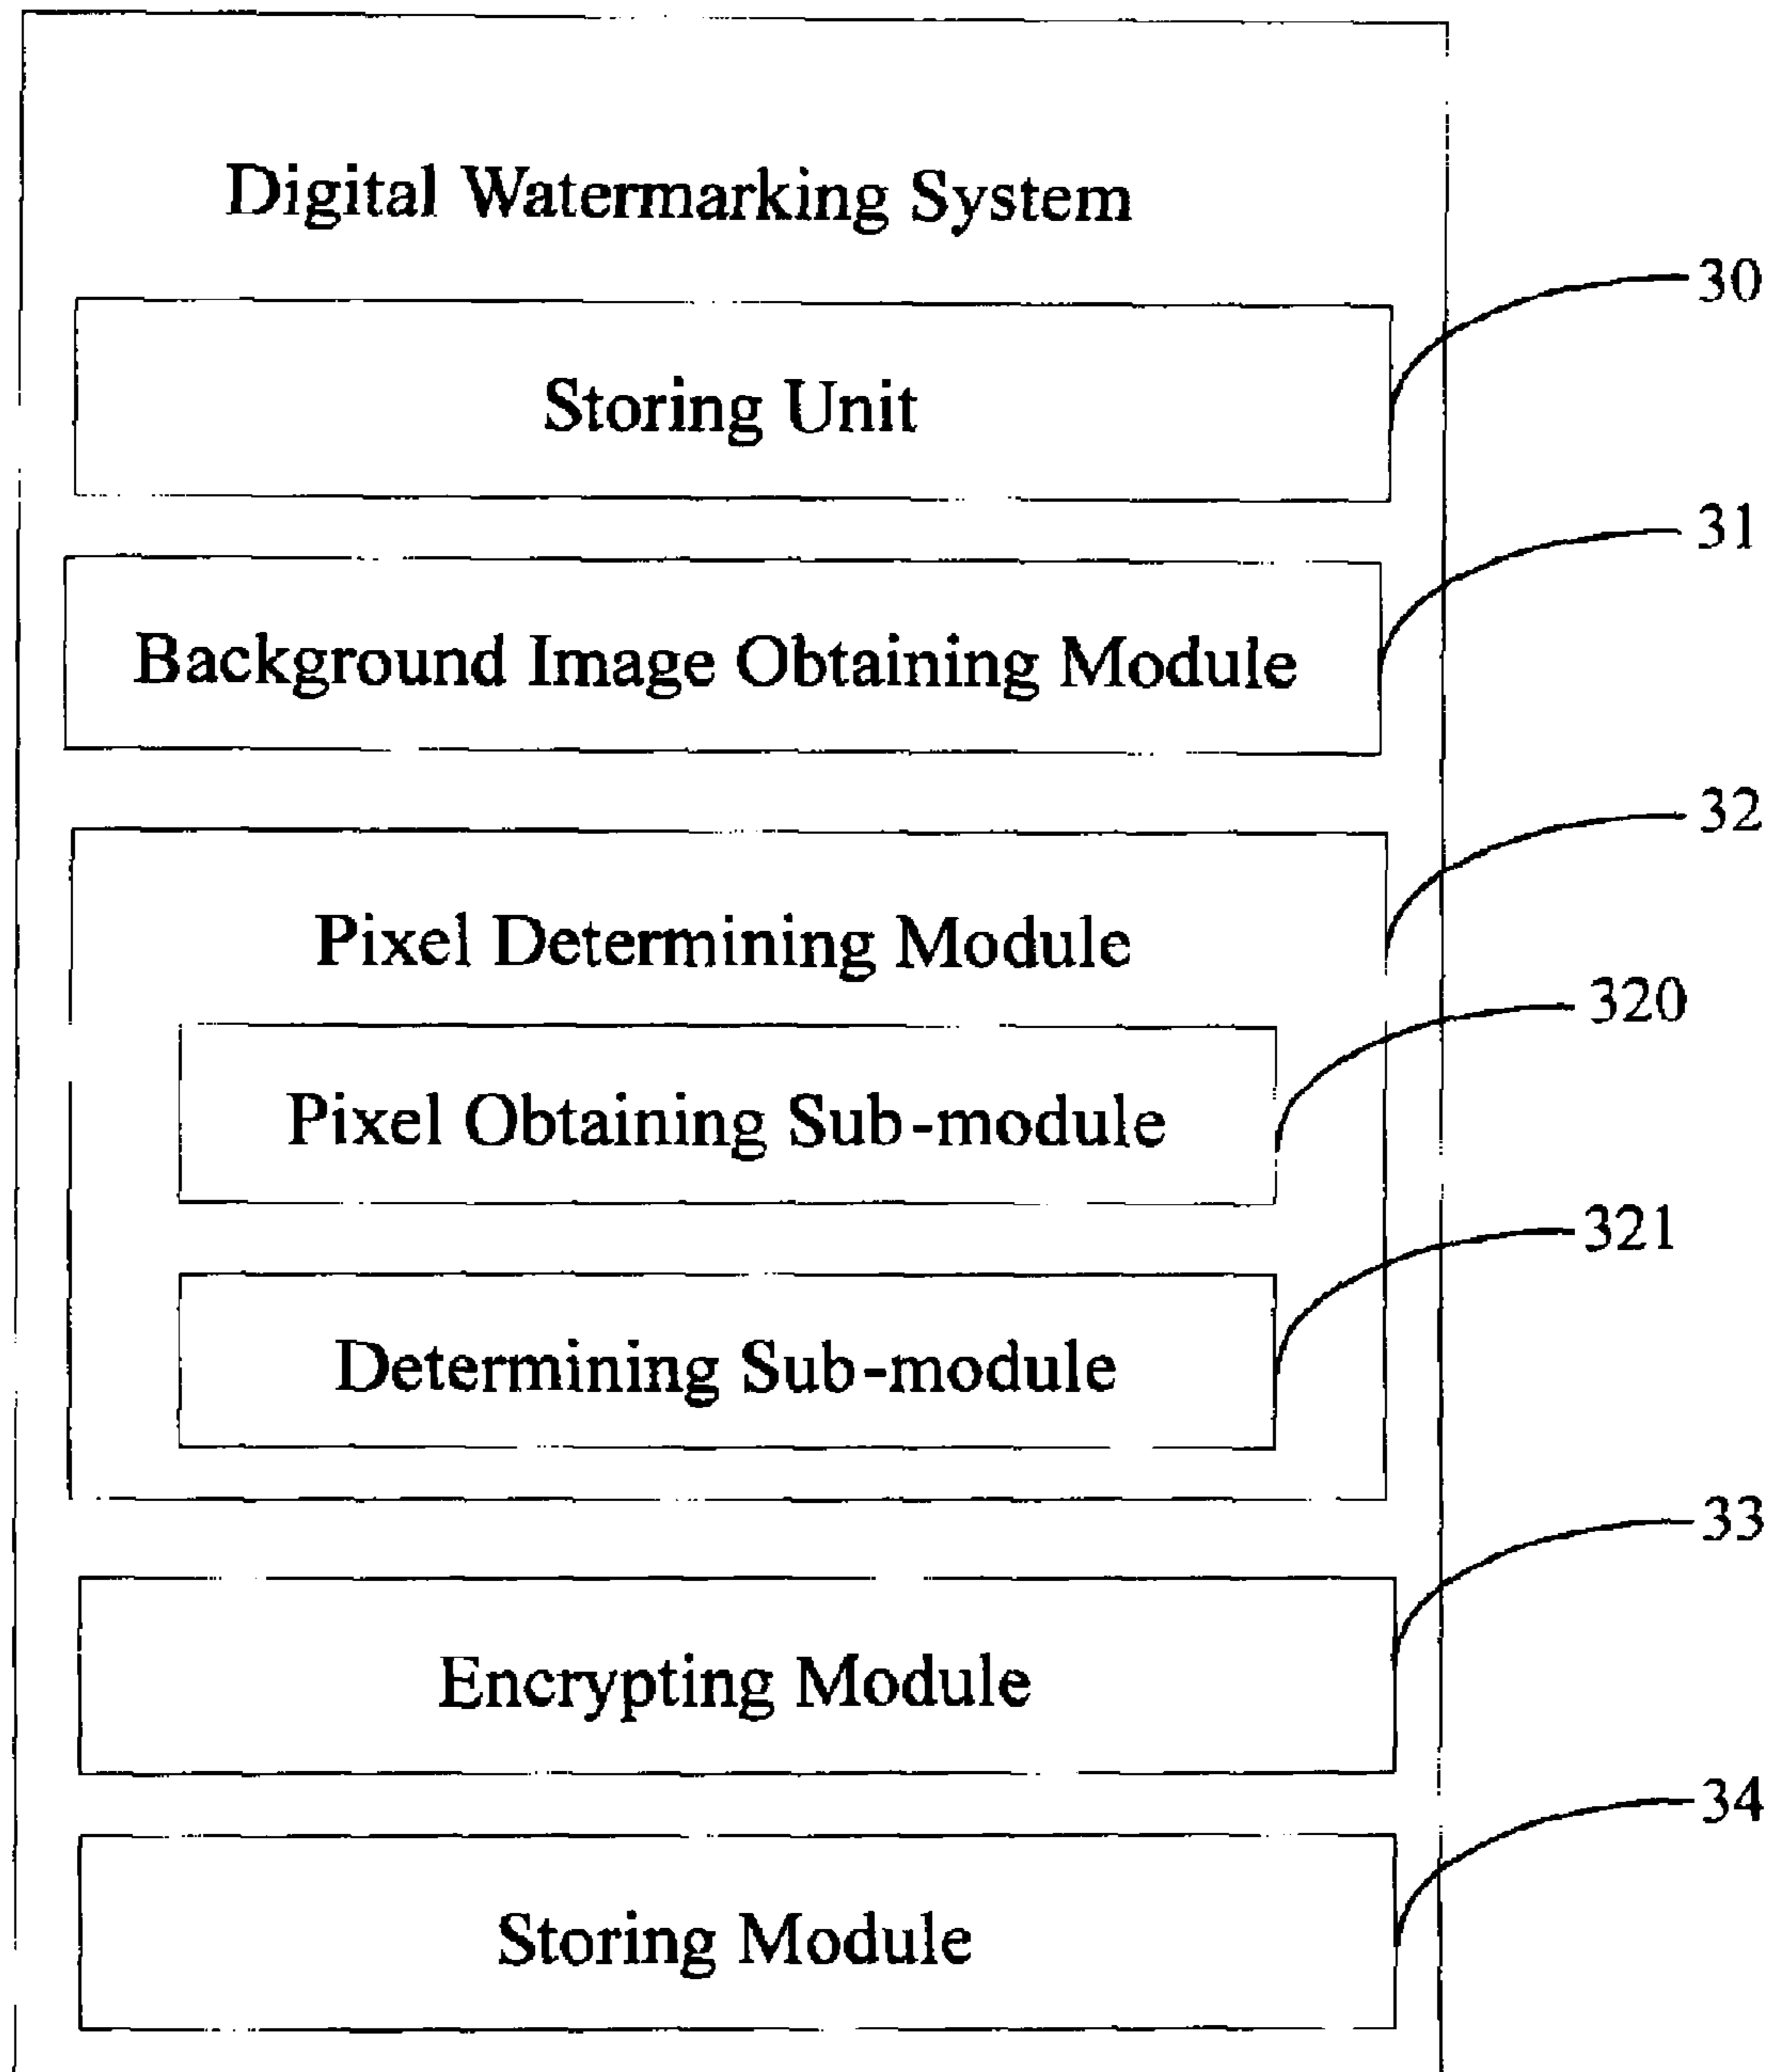 Digital Watermarking System
30
Storing Unit
31
Background Image Obtaining Module
32
Pixel Determining Module
320
Pixel Obtaining Sub-module
321
Determining Sub-module
33
Encrypting Module
34
Storing Module